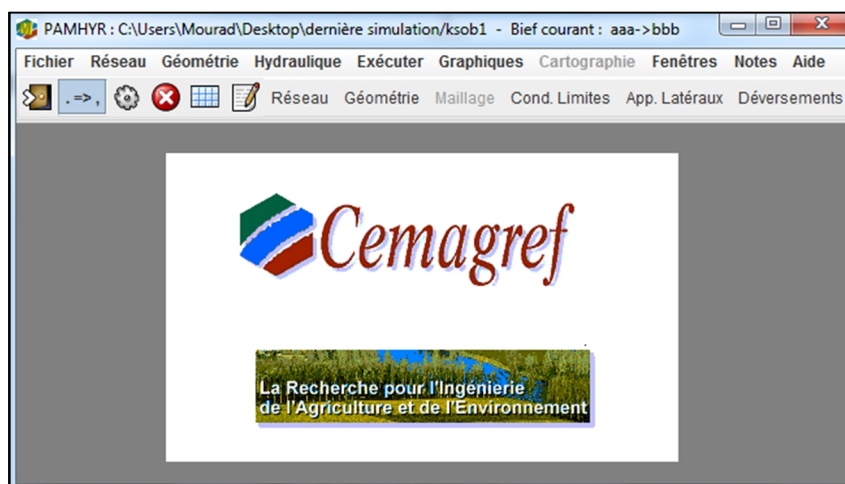 PAMHYR : C:\Users\Mourad\Desktop\dernière simulation/ksob1 - Bief courant : aaa->bbb
Fichier Réseau Géométrie Hydraulique Exécuter Graphiques Cartographie Fenêtres Notes Aide
.=>, Réseau Géométrie Maillage Cond. Limites App. Latéraux Déversements
Cemagref
La Recherche pour l'Ingénierie
de l'Agriculture et de l'Environnement